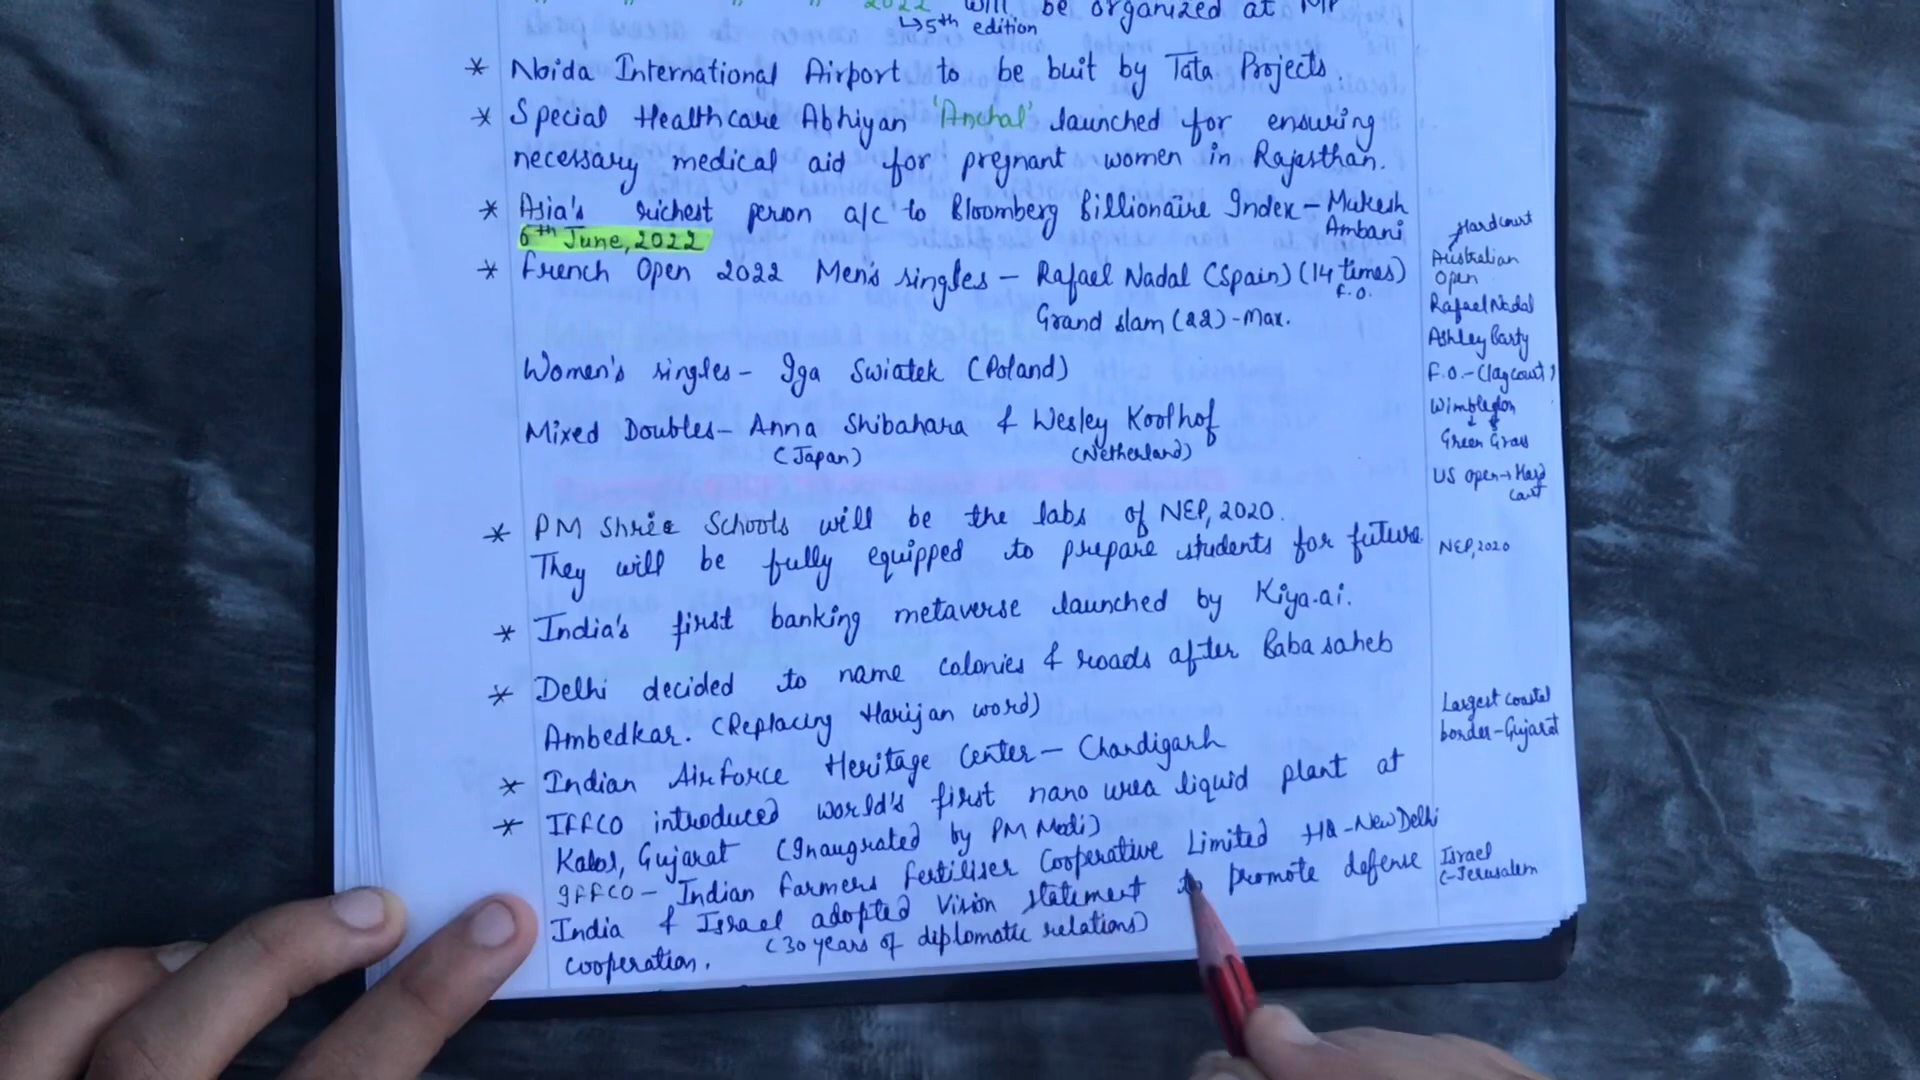 2022 will be organized at MP
↳5th edition
* Noida International Airport to be buit by Tata Projects.
* Special Healthcare Abhiyan 'Anchal' launched for ensuring
necessary medical aid for pregnant women in Rajasthan.
* Asia's richest person a/c to Bloomberg Billionaire Index - Mukesh
Ambani
6th June, 2022
* French Open 2022 Men's singles - Rafael Nadal (Spain) (14 times)
F.O.
Grand slam (22) - Max.
Women's singles - Iga Swiatek (Poland)
Mixed Doubles - Anna Shibahara & Wesley Koolhof
(Japan) (Netherland)
* PM Shrie Schools will be the labs of NEP, 2020.
They will be fully equipped to prepare students for future
* India's first banking metaverse launched by Kiya.ai.
* Delhi decided to name colonies & roads after Baba saheb
Ambedkar. (Replacing Harijan word)
* Indian Airforce Heritage Center - Chandigarh
* IFFCO introduced world's first nano urea liquid plant at
Kalol, Gujarat (Inaugrated by PM Modi)
IFFCO - Indian Farmers Fertiliser Cooperative Limited HQ - New Delhi
India & Israel adopted Vision statement to promote defense
cooperation. (30 years of diplomatic relations)
Hard court
Australian
Open
Rafael Nadal
Ashley Barty
F.O. - (lay court)
Wimbledon
Green Grass
US open → Hard
court
NEP, 2020
Largest coastal
border - Gujarat
Israel
(-Jerusalem